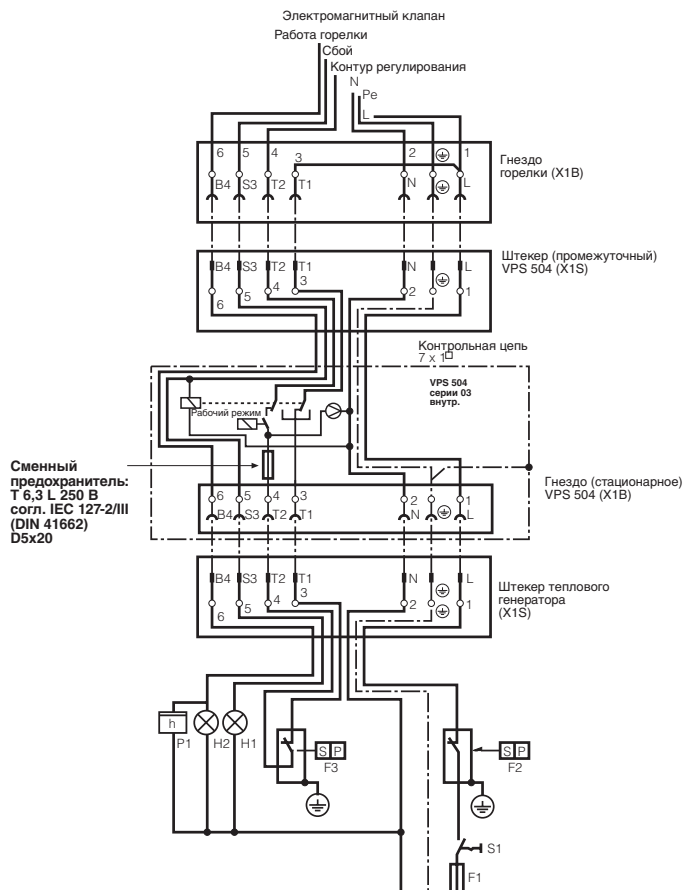 Электромагнитный клапан
Работа горелки
Сбой
Контур регулирования
N
Pe
L
6 5 4 3 2 1
B4 S3 T2 T1 N L
Гнездо
горелки (X1B)
B4 S3 T2 T1 N L
6 5 4 3 2 1
Штекер (промежуточный)
VPS 504 (X1S)
Контрольная цепь
7 x 1
VPS 504
серии 03
внутр.
Рабочий режим
Сменный
предохранитель:
T 6,3 L 250 В
согл. IEC 127-2/III
(DIN 41662)
D5x20
6 5 4 3 2 1
B4 S3 T2 T1 N L
Гнездо (стационарное)
VPS 504 (X1B)
B4 S3 T2 T1 N L
6 5 4 3 2 1
Штекер теплового
генератора
(X1S)
h
P1 H2 H1
S P
F3
S P
F2
S1
F1